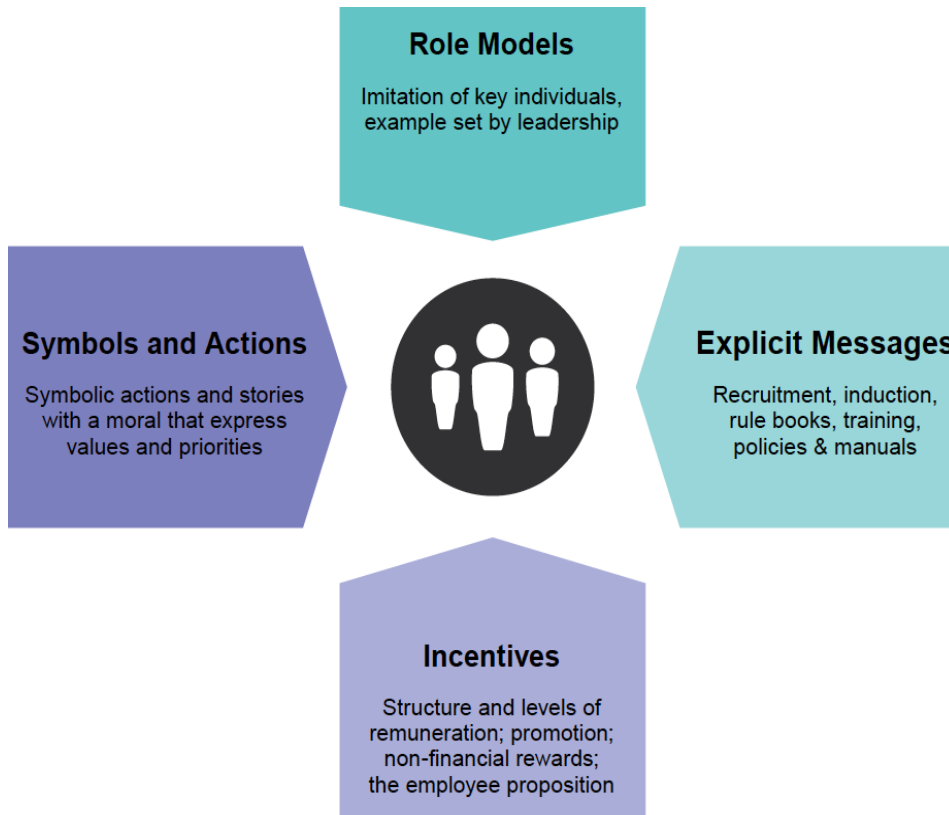 Role Models
Imitation of key individuals,
example set by leadership
Symbols and Actions
Symbolic actions and stories
with a moral that express
values and priorities
Explicit Messages
Recruitment, induction,
rule books, training,
policies & manuals
Incentives
Structure and levels of
remuneration; promotion;
non-financial rewards;
the employee proposition